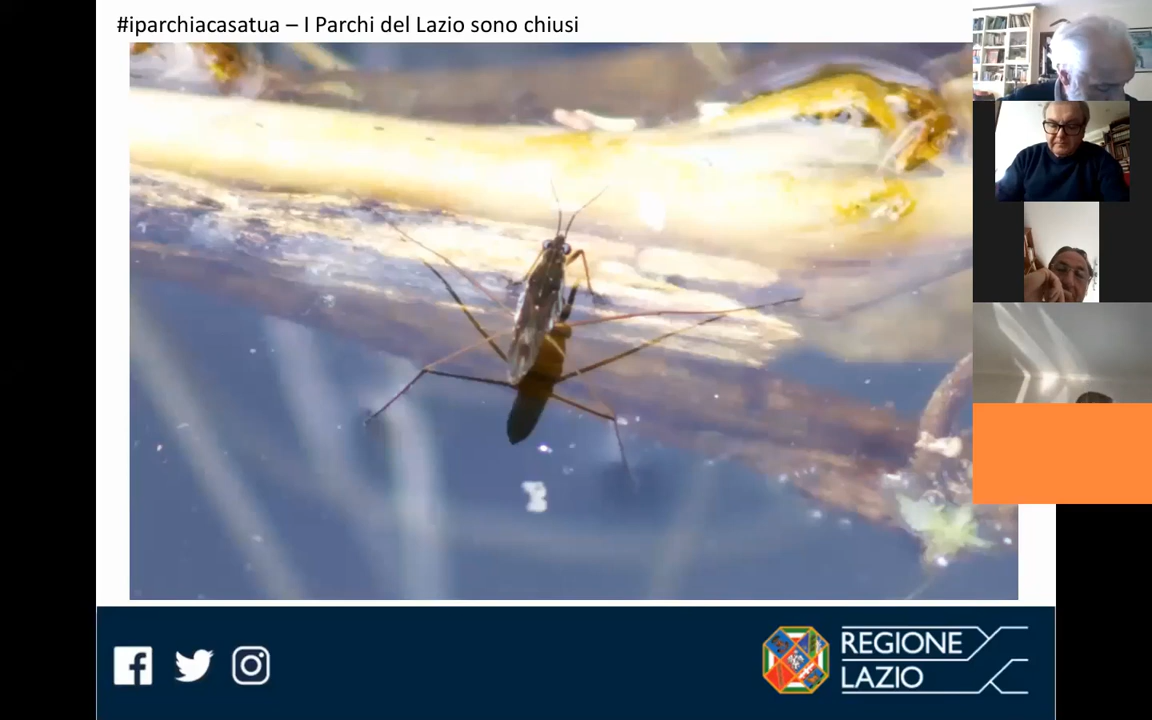 #iparchiacasatua – I Parchi del Lazio sono chiusi
REGIONE
LAZIO